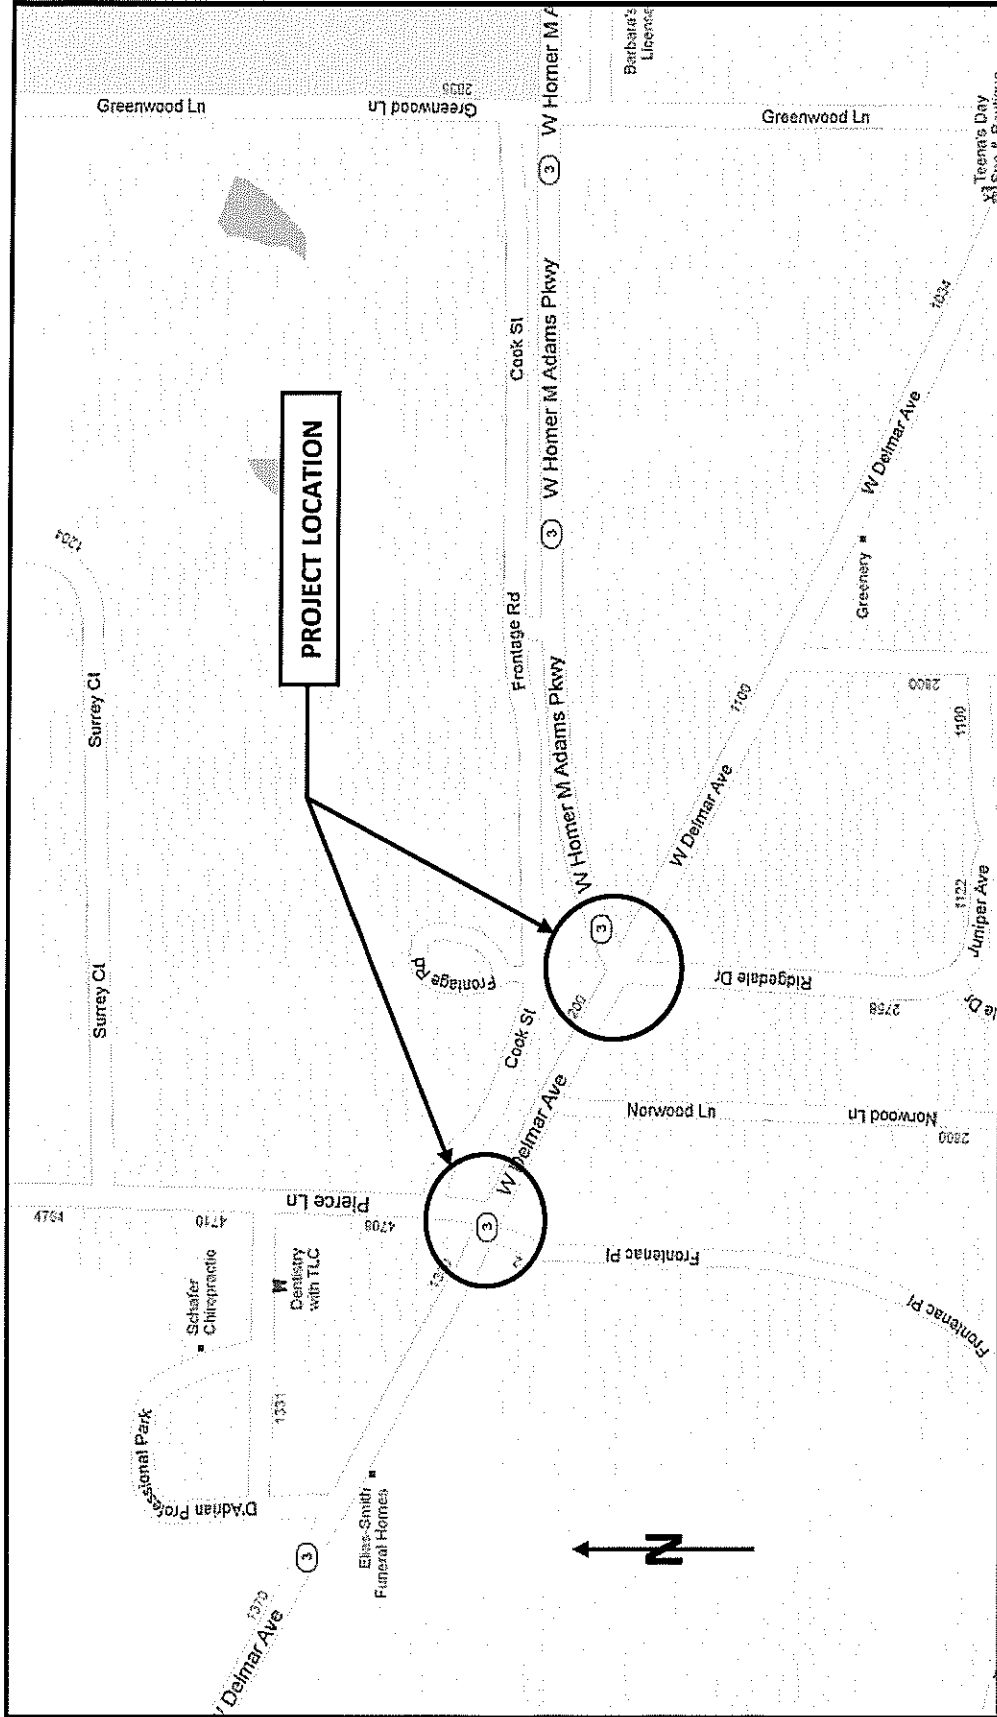 4764
Surrey Ct
Surrey Ct
1204
Greenwood Ln
D'Adrian Professional Park
Schafer
Chiropractic
4710
Dentistry
with TLC
1331
Pierce Ln
4708
PROJECT LOCATION
Delmar Ave
1370
3
Elias-Smith
Funeral Homes
2835
Greenwood Ln
Frontage Rd
Cook St
Frontage Rd
Cook St
3
W Delmar Ave
200
W Homer M Adams Pkwy
3
W Homer M Adams Pkwy
3
W Homer M A
3
Barbara's
License
N
Frontenac Pl
Norwood Ln
Ridgedale Dr
W Delmar Ave
1100
Greenwood Ln
W Delmar Ave
1034
Greenery
Norwood Ln
2758
2800
Frontenac Pl
2800
1122
Juniper Ave
1100
Teena's Day